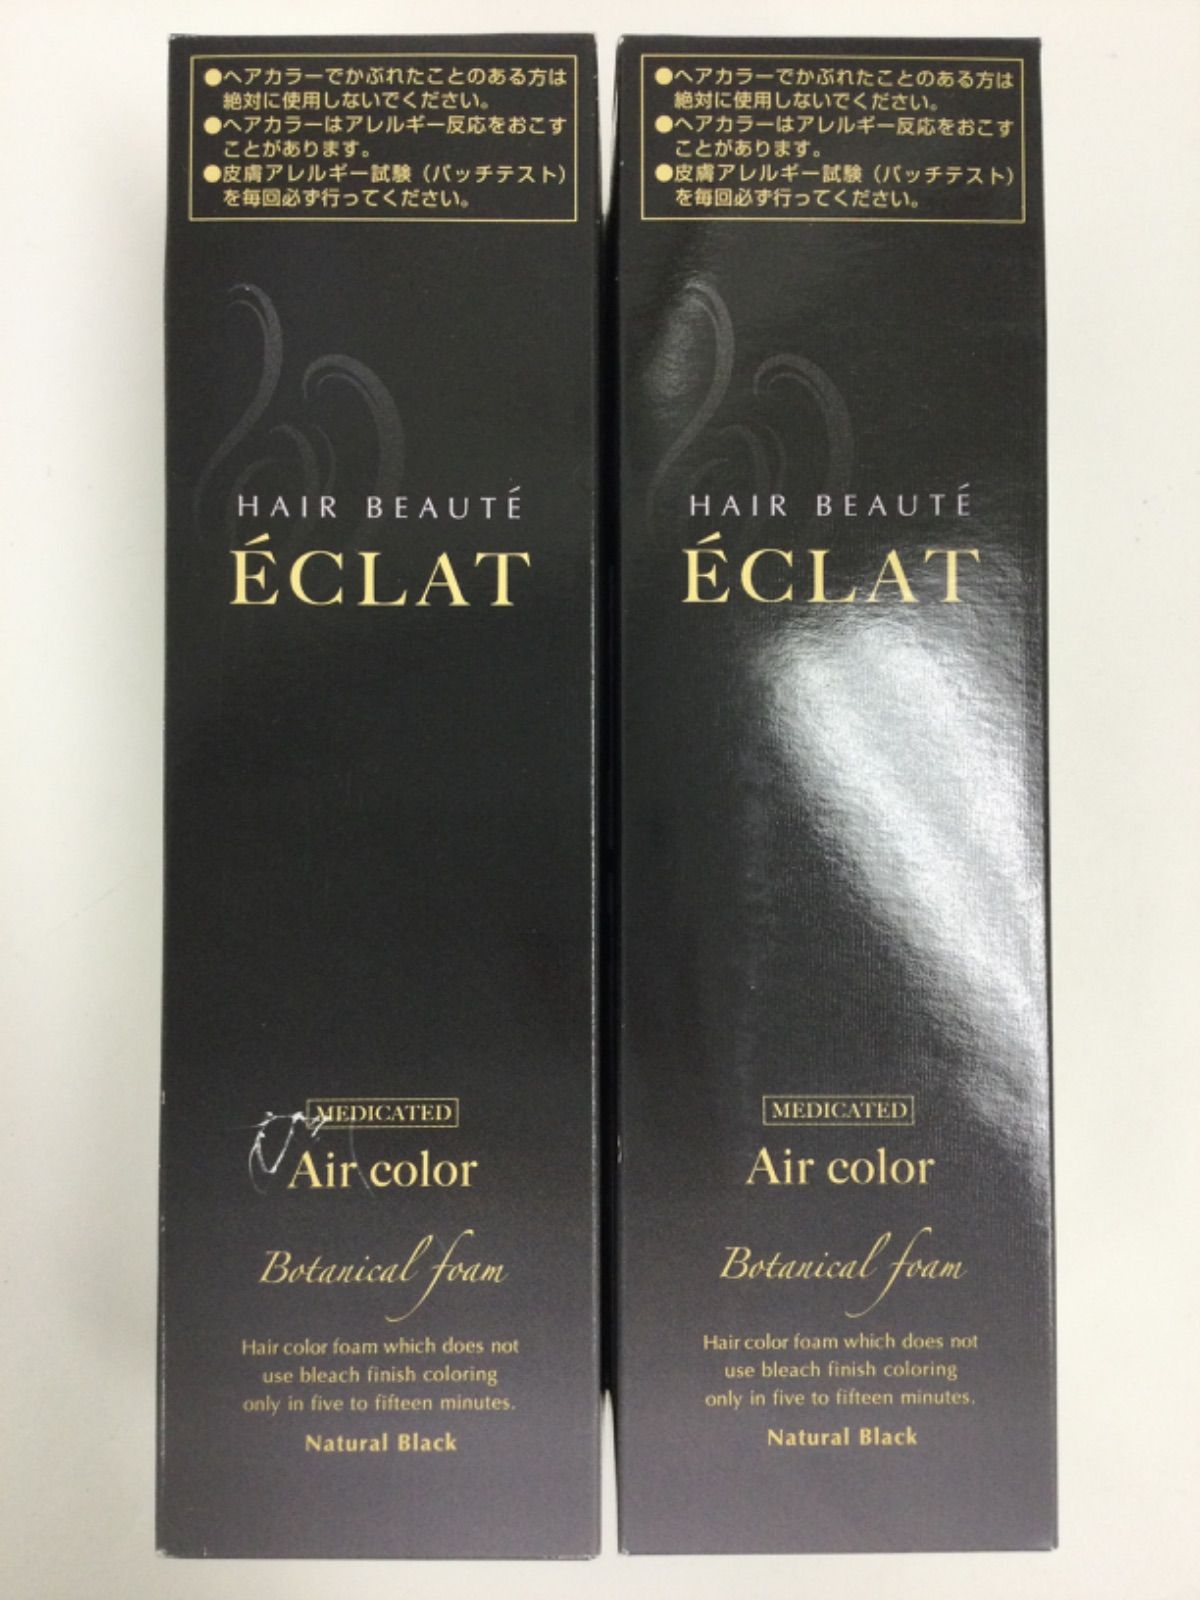 ●ヘアカラーでかぶれたことのある方は
絶対に使用しないでください。
●ヘアカラーはアレルギー反応をおこす
ことがあります。
●皮膚アレルギー試験（パッチテスト）
を毎回必ず行ってください。
HAIR BEAUTÉ
ÉCLAT
MEDICATED
Air color
Botanical foam
Hair color foam which does not
use bleach finish coloring
only in five to fifteen minutes.
Natural Black
●ヘアカラーでかぶれたことのある方は
絶対に使用しないでください。
●ヘアカラーはアレルギー反応をおこす
ことがあります。
●皮膚アレルギー試験（パッチテスト）
を毎回必ず行ってください。
HAIR BEAUTÉ
ÉCLAT
MEDICATED
Air color
Botanical foam
Hair color foam which does not
use bleach finish coloring
only in five to fifteen minutes.
Natural Black